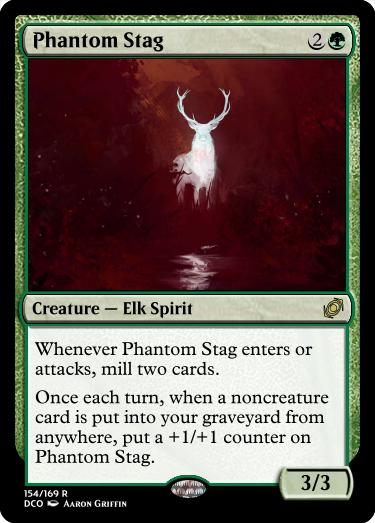 Phantom Stag 2
Creature — Elk Spirit
Whenever Phantom Stag enters or
attacks, mill two cards.
Once each turn, when a noncreature
card is put into your graveyard from
anywhere, put a +1/+1 counter on
Phantom Stag.
3/3
154/169 R
DCO Aaron Griffin